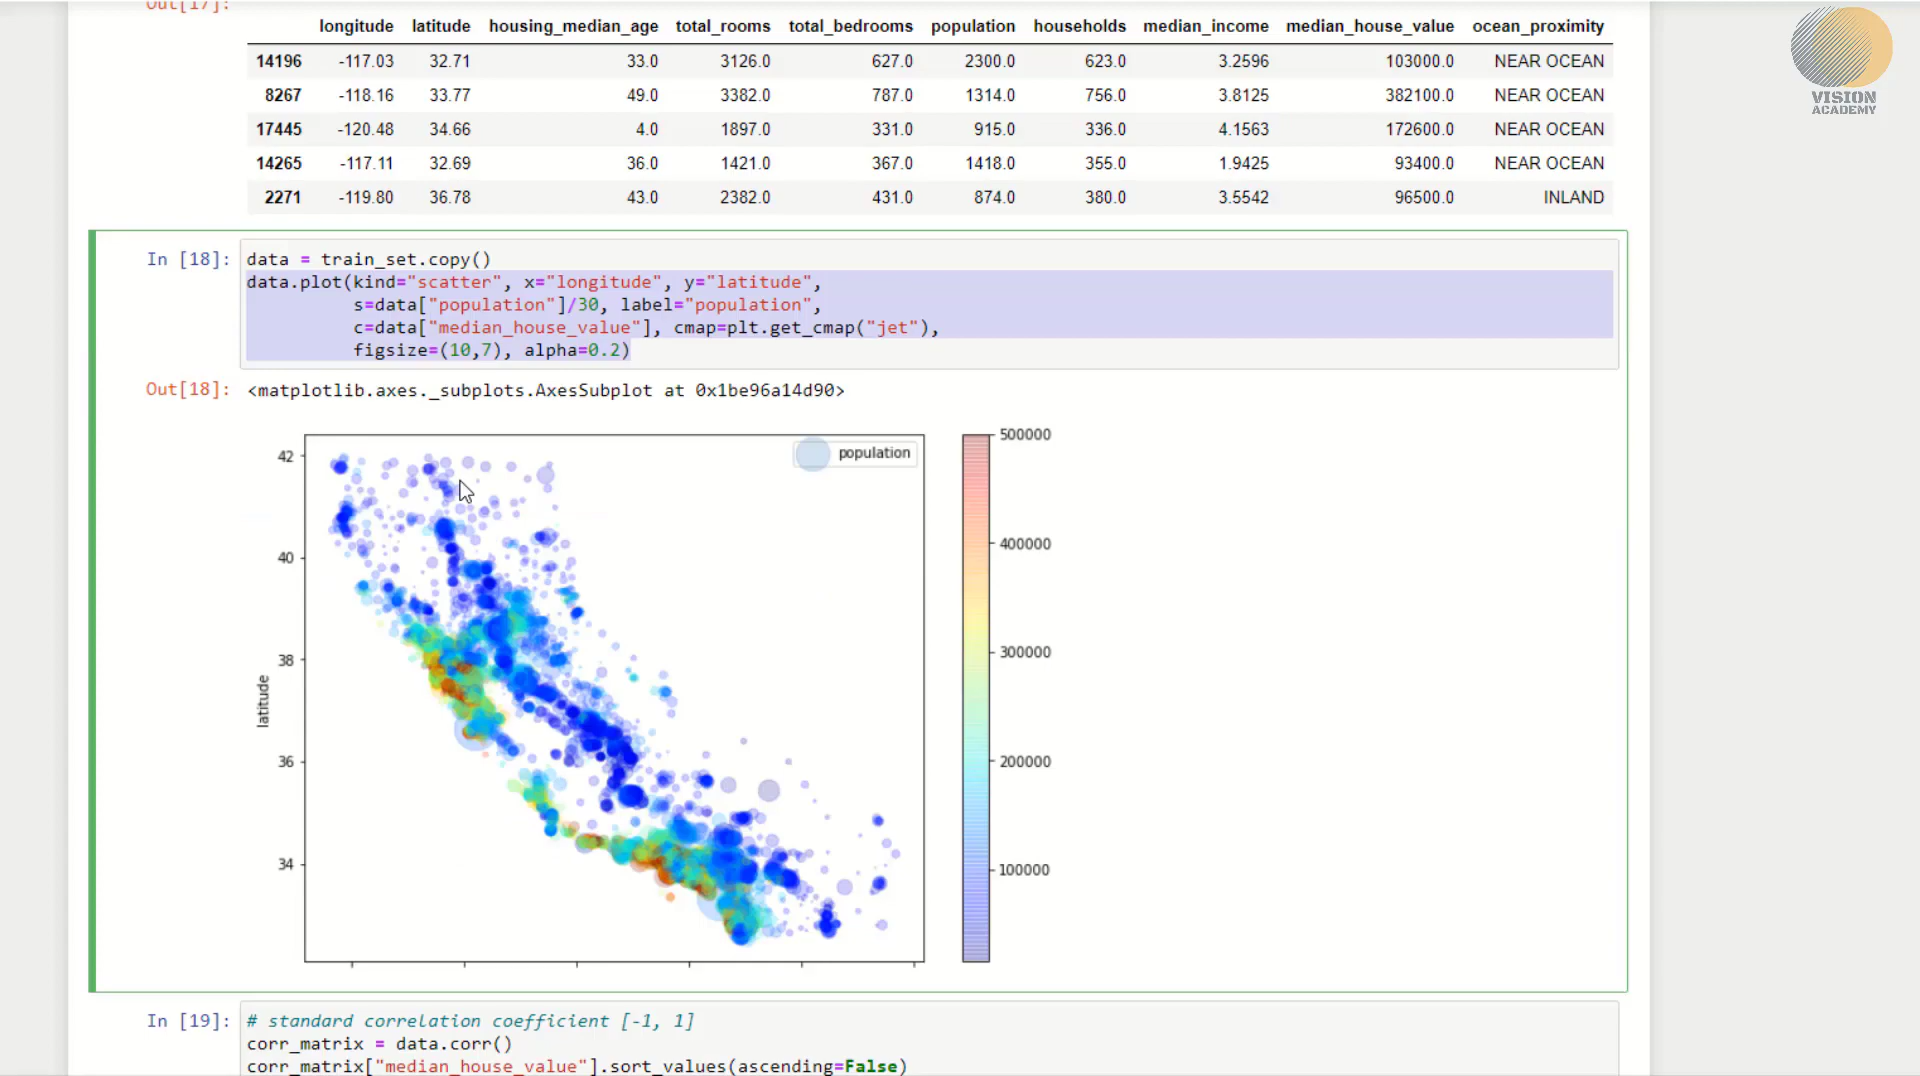 Out[17]:
longitude latitude housing_median_age total_rooms total_bedrooms population households median_income median_house_value ocean_proximity
14196 -117.03 32.71 33.0 3126.0 627.0 2300.0 623.0 3.2596 103000.0 NEAR OCEAN
8267 -118.16 33.77 49.0 3382.0 787.0 1314.0 756.0 3.8125 382100.0 NEAR OCEAN
17445 -120.48 34.66 4.0 1897.0 331.0 915.0 336.0 4.1563 172600.0 NEAR OCEAN
14265 -117.11 32.69 36.0 1421.0 367.0 1418.0 355.0 1.9425 93400.0 NEAR OCEAN
2271 -119.80 36.78 43.0 2382.0 431.0 874.0 380.0 3.5542 96500.0 INLAND
VISION
ACADEMY
In [18]: data = train_set.copy()
data.plot(kind="scatter", x="longitude", y="latitude",
s=data["population"]/30, label="population",
c=data["median_house_value"], cmap=plt.get_cmap("jet"),
figsize=(10,7), alpha=0.2)
Out[18]: <matplotlib.axes._subplots.AxesSubplot at 0x1be96a14d90>
population
42
40
38
36
34
latitude
500000
400000
300000
200000
100000
In [19]: # standard correlation coefficient [-1, 1]
corr_matrix = data.corr()
corr_matrix["median_house_value"].sort_values(ascending=False)